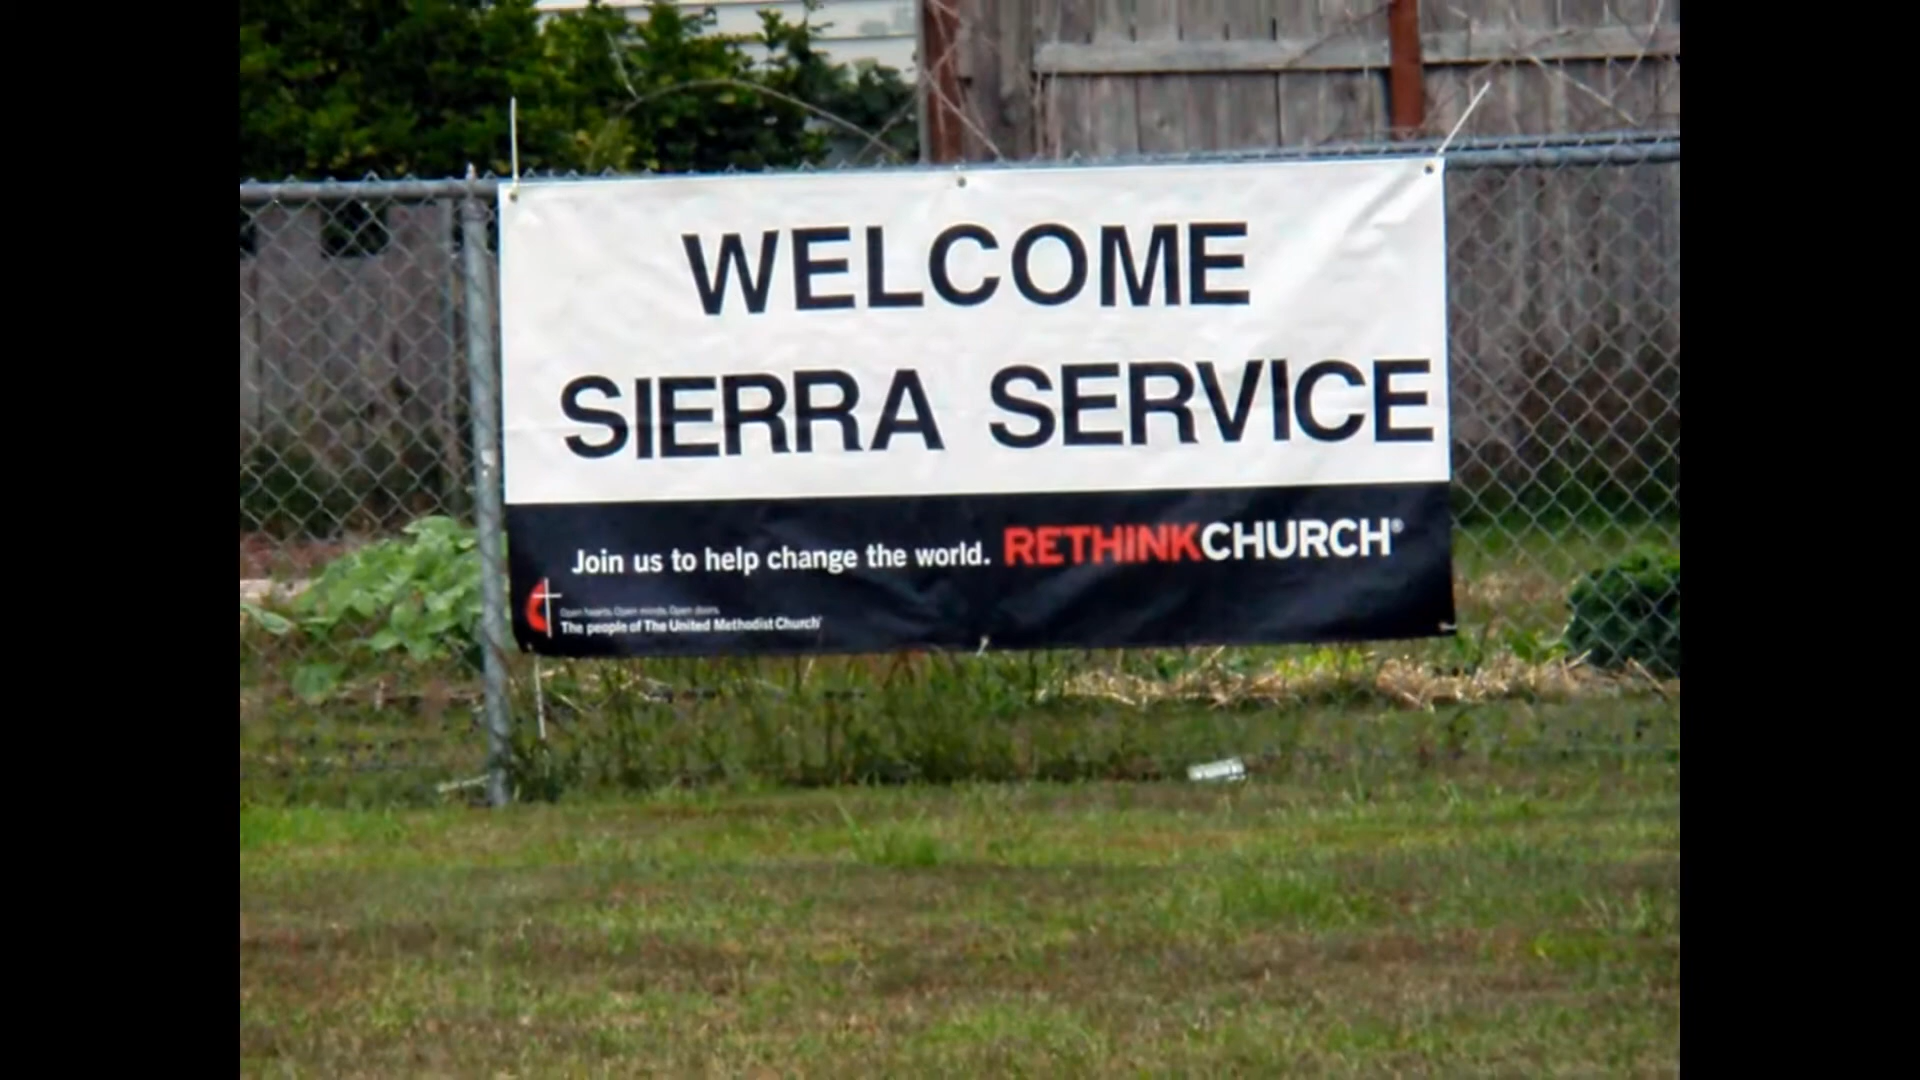 WELCOME
SIERRA SERVICE
Join us to help change the world. RETHINKCHURCH®
Open hearts. Open minds. Open doors.
The people of The United Methodist Church